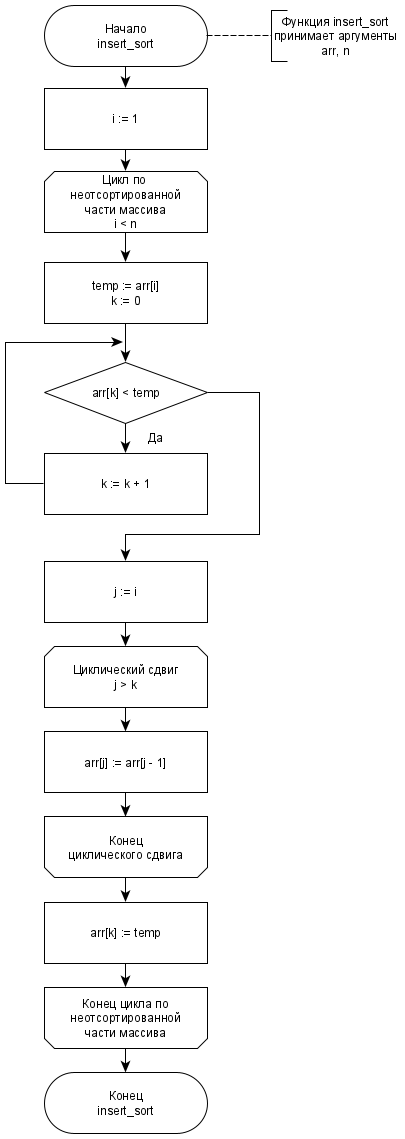 Начало
insert_sort
Функция insert_sort
принимает аргументы
arr, n
i := 1
Цикл по
неотсортированной
части массива
i < n
temp := arr[i]
k := 0
arr[k] < temp
Да
k := k + 1
j := i
Циклический сдвиг
j > k
arr[j] := arr[j - 1]
Конец
циклического сдвига
arr[k] := temp
Конец цикла по
неотсортированной
части массива
Конец
insert_sort